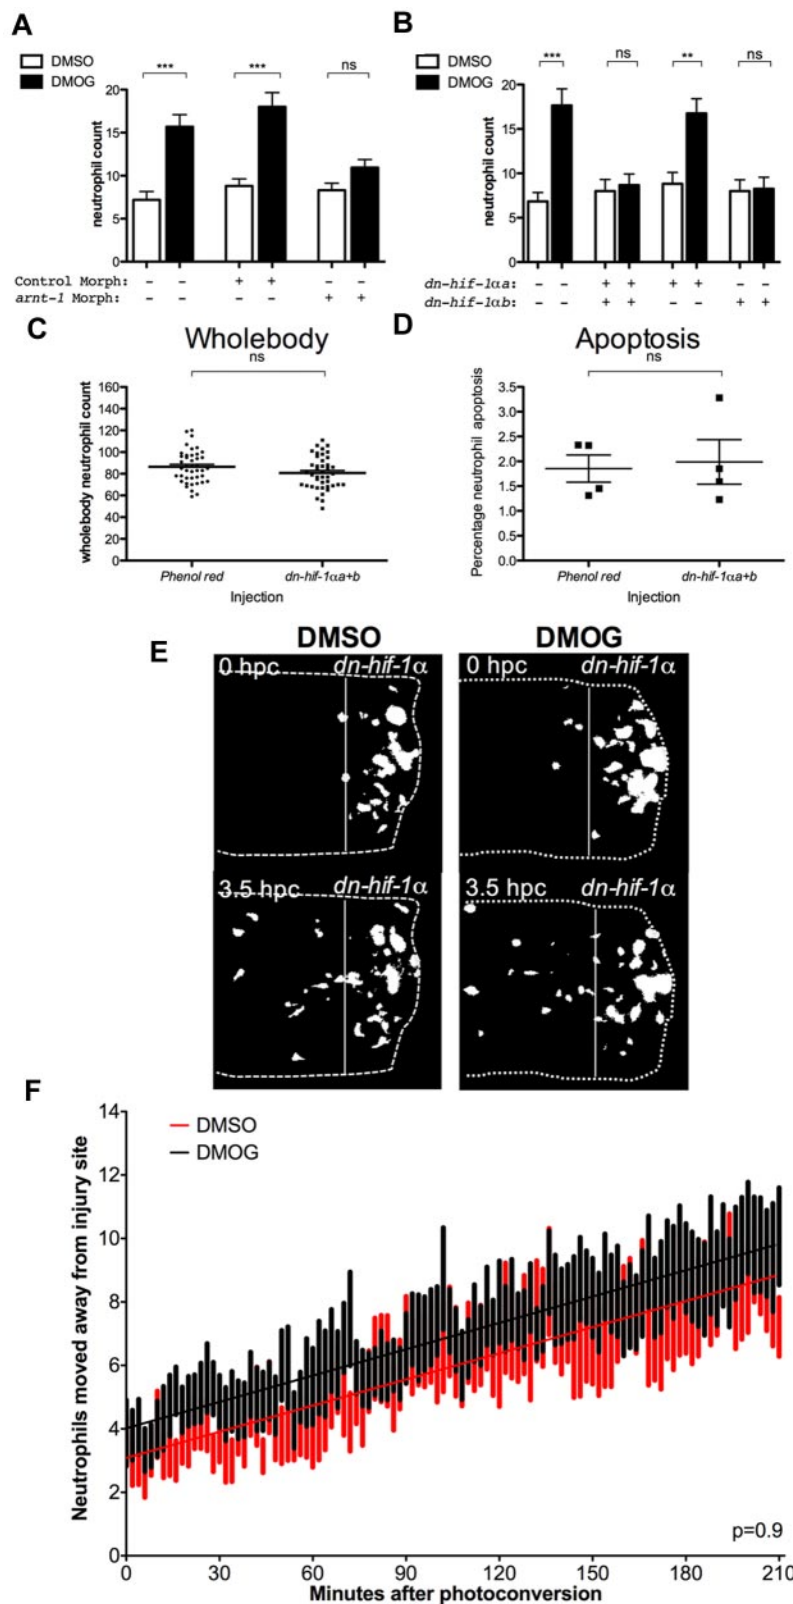 A
DMSO
DMOG
*** *** ns
neutrophil count
20
15
10
5
0
Control Morph: - - + + - -
arnt-1 Morph: - - - - + +
B
DMSO
DMOG
*** ns ** ns
neutrophil count
20
15
10
5
0
dn-hif-1αa: - - + + + + - -
dn-hif-1αb: - - + + - - + +
C
Wholebody
ns
wholebody neutrophil count
160
140
120
100
80
60
40
20
0
Phenol red dn-hif-1αa+b
Injection
D
Apoptosis
ns
Percentage neutrophil apoptosis
3.5
3.0
2.5
2.0
1.5
1.0
0.5
0.0
Phenol red dn-hif-1αa+b
Injection
E
DMSO DMOG
0 hpc dn-hif-1α
0 hpc dn-hif-1α
3.5 hpc dn-hif-1α
3.5 hpc dn-hif-1α
F
DMSO
DMOG
Neutrophils moved away from injury site
14
12
10
8
6
4
2
0
p=0.9
0 30 60 90 120 150 180 210
Minutes after photoconversion